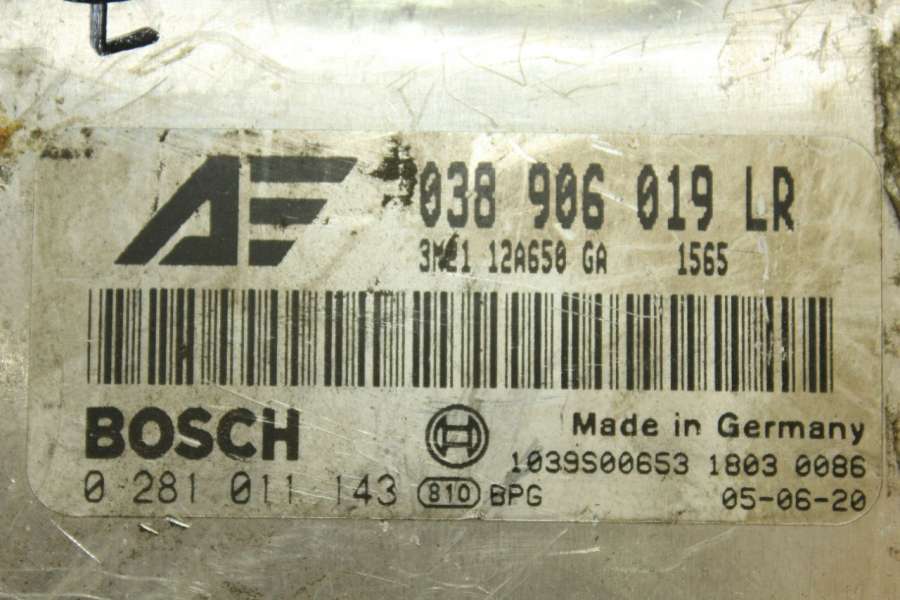 AE 038 906 019 LR
3M21 12A650 GA 1565
BOSCH Made in Germany
1039S00653 1803 0086
0 281 011 143 810 BPG 05-06-20